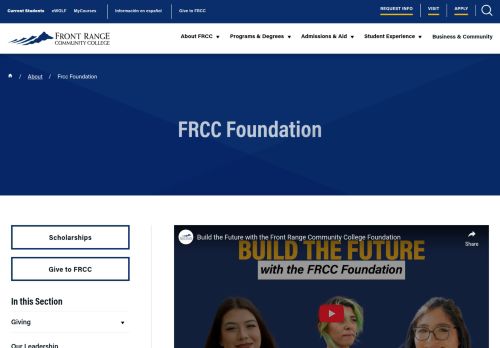 Current Students eWOLF MyCourses Información en español Give to FRCC REQUEST INFO VISIT APPLY
FRONT RANGE
COMMUNITY COLLEGE
About FRCC Programs & Degrees Admissions & Aid Student Experience Business & Community
/ About / Frcc Foundation
FRCC Foundation
Scholarships
Give to FRCC
In this Section
Giving
Our Leadership
Build the Future with the Front Range Community College Foundation
Share
BUILD THE FUTURE
with the FRCC Foundation